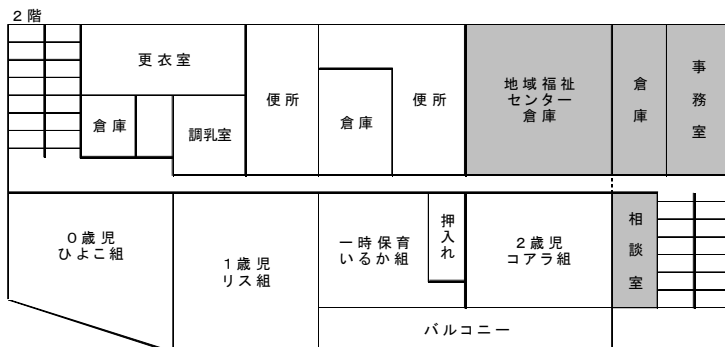 2階
更衣室
便所
便所
地域福祉
センター
倉庫
倉庫
事務室
倉庫
調乳室
倉庫
0歳児
ひよこ組
1歳児
リス組
一時保育
いるか組
押入れ
2歳児
コアラ組
相談室
バルコニー